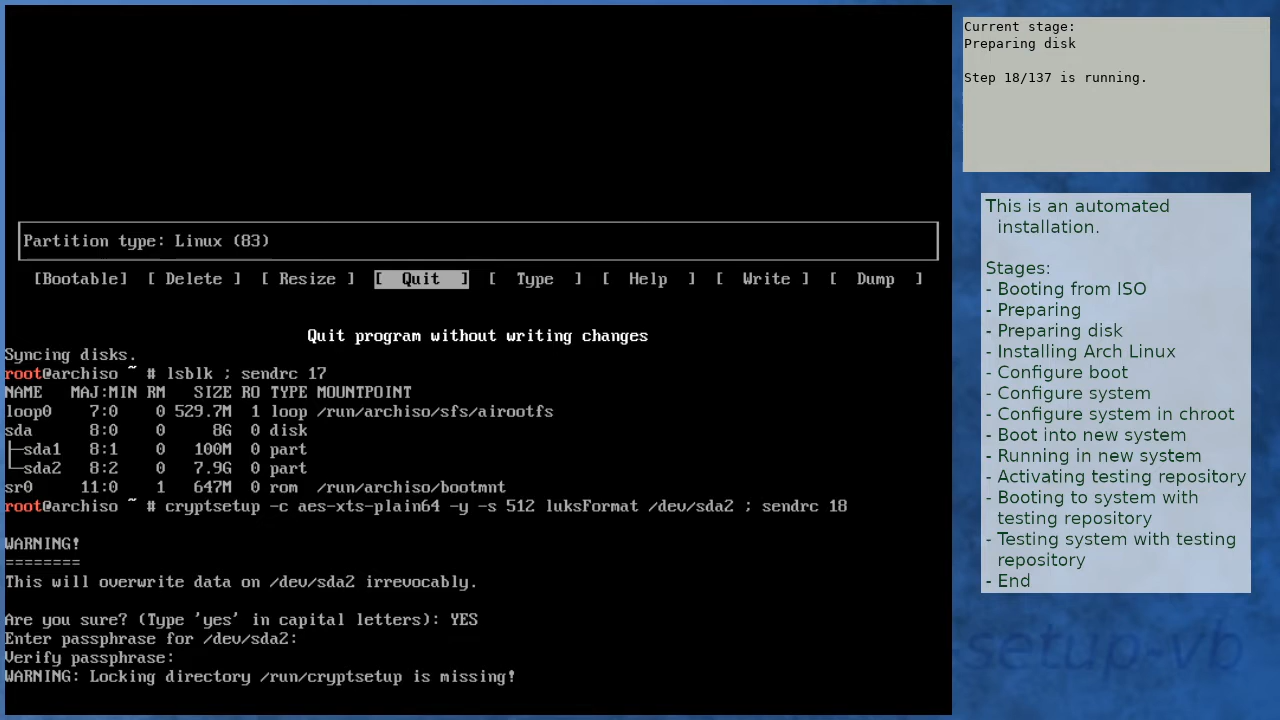 Partition type: Linux (83)
[Bootable]  [ Delete ]  [ Resize ]  [  Quit  ]  [  Type  ]  [  Help  ]  [  Write ]  [  Dump  ]
Quit program without writing changes
Syncing disks.
root@archiso ~ # lsblk ; sendrc 17
NAME   MAJ:MIN RM   SIZE RO TYPE MOUNTPOINT
loop0    7:0    0 529.7M  1 loop /run/archiso/sfs/airootfs
sda      8:0    0     8G  0 disk
├─sda1   8:1    0   100M  0 part
└─sda2   8:2    0   7.9G  0 part
sr0     11:0    1   647M  0 rom  /run/archiso/bootmnt
root@archiso ~ # cryptsetup -c aes-xts-plain64 -y -s 512 luksFormat /dev/sda2 ; sendrc 18
WARNING!
========
This will overwrite data on /dev/sda2 irrevocably.
Are you sure? (Type 'yes' in capital letters): YES
Enter passphrase for /dev/sda2:
Verify passphrase:
WARNING: Locking directory /run/cryptsetup is missing!
Current stage:
Preparing disk
Step 18/137 is running.
This is an automated
installation.
Stages:
- Booting from ISO
- Preparing
- Preparing disk
- Installing Arch Linux
- Configure boot
- Configure system
- Configure system in chroot
- Boot into new system
- Running in new system
- Activating testing repository
- Booting to system with
testing repository
- Testing system with testing
repository
- End
-setup-vb